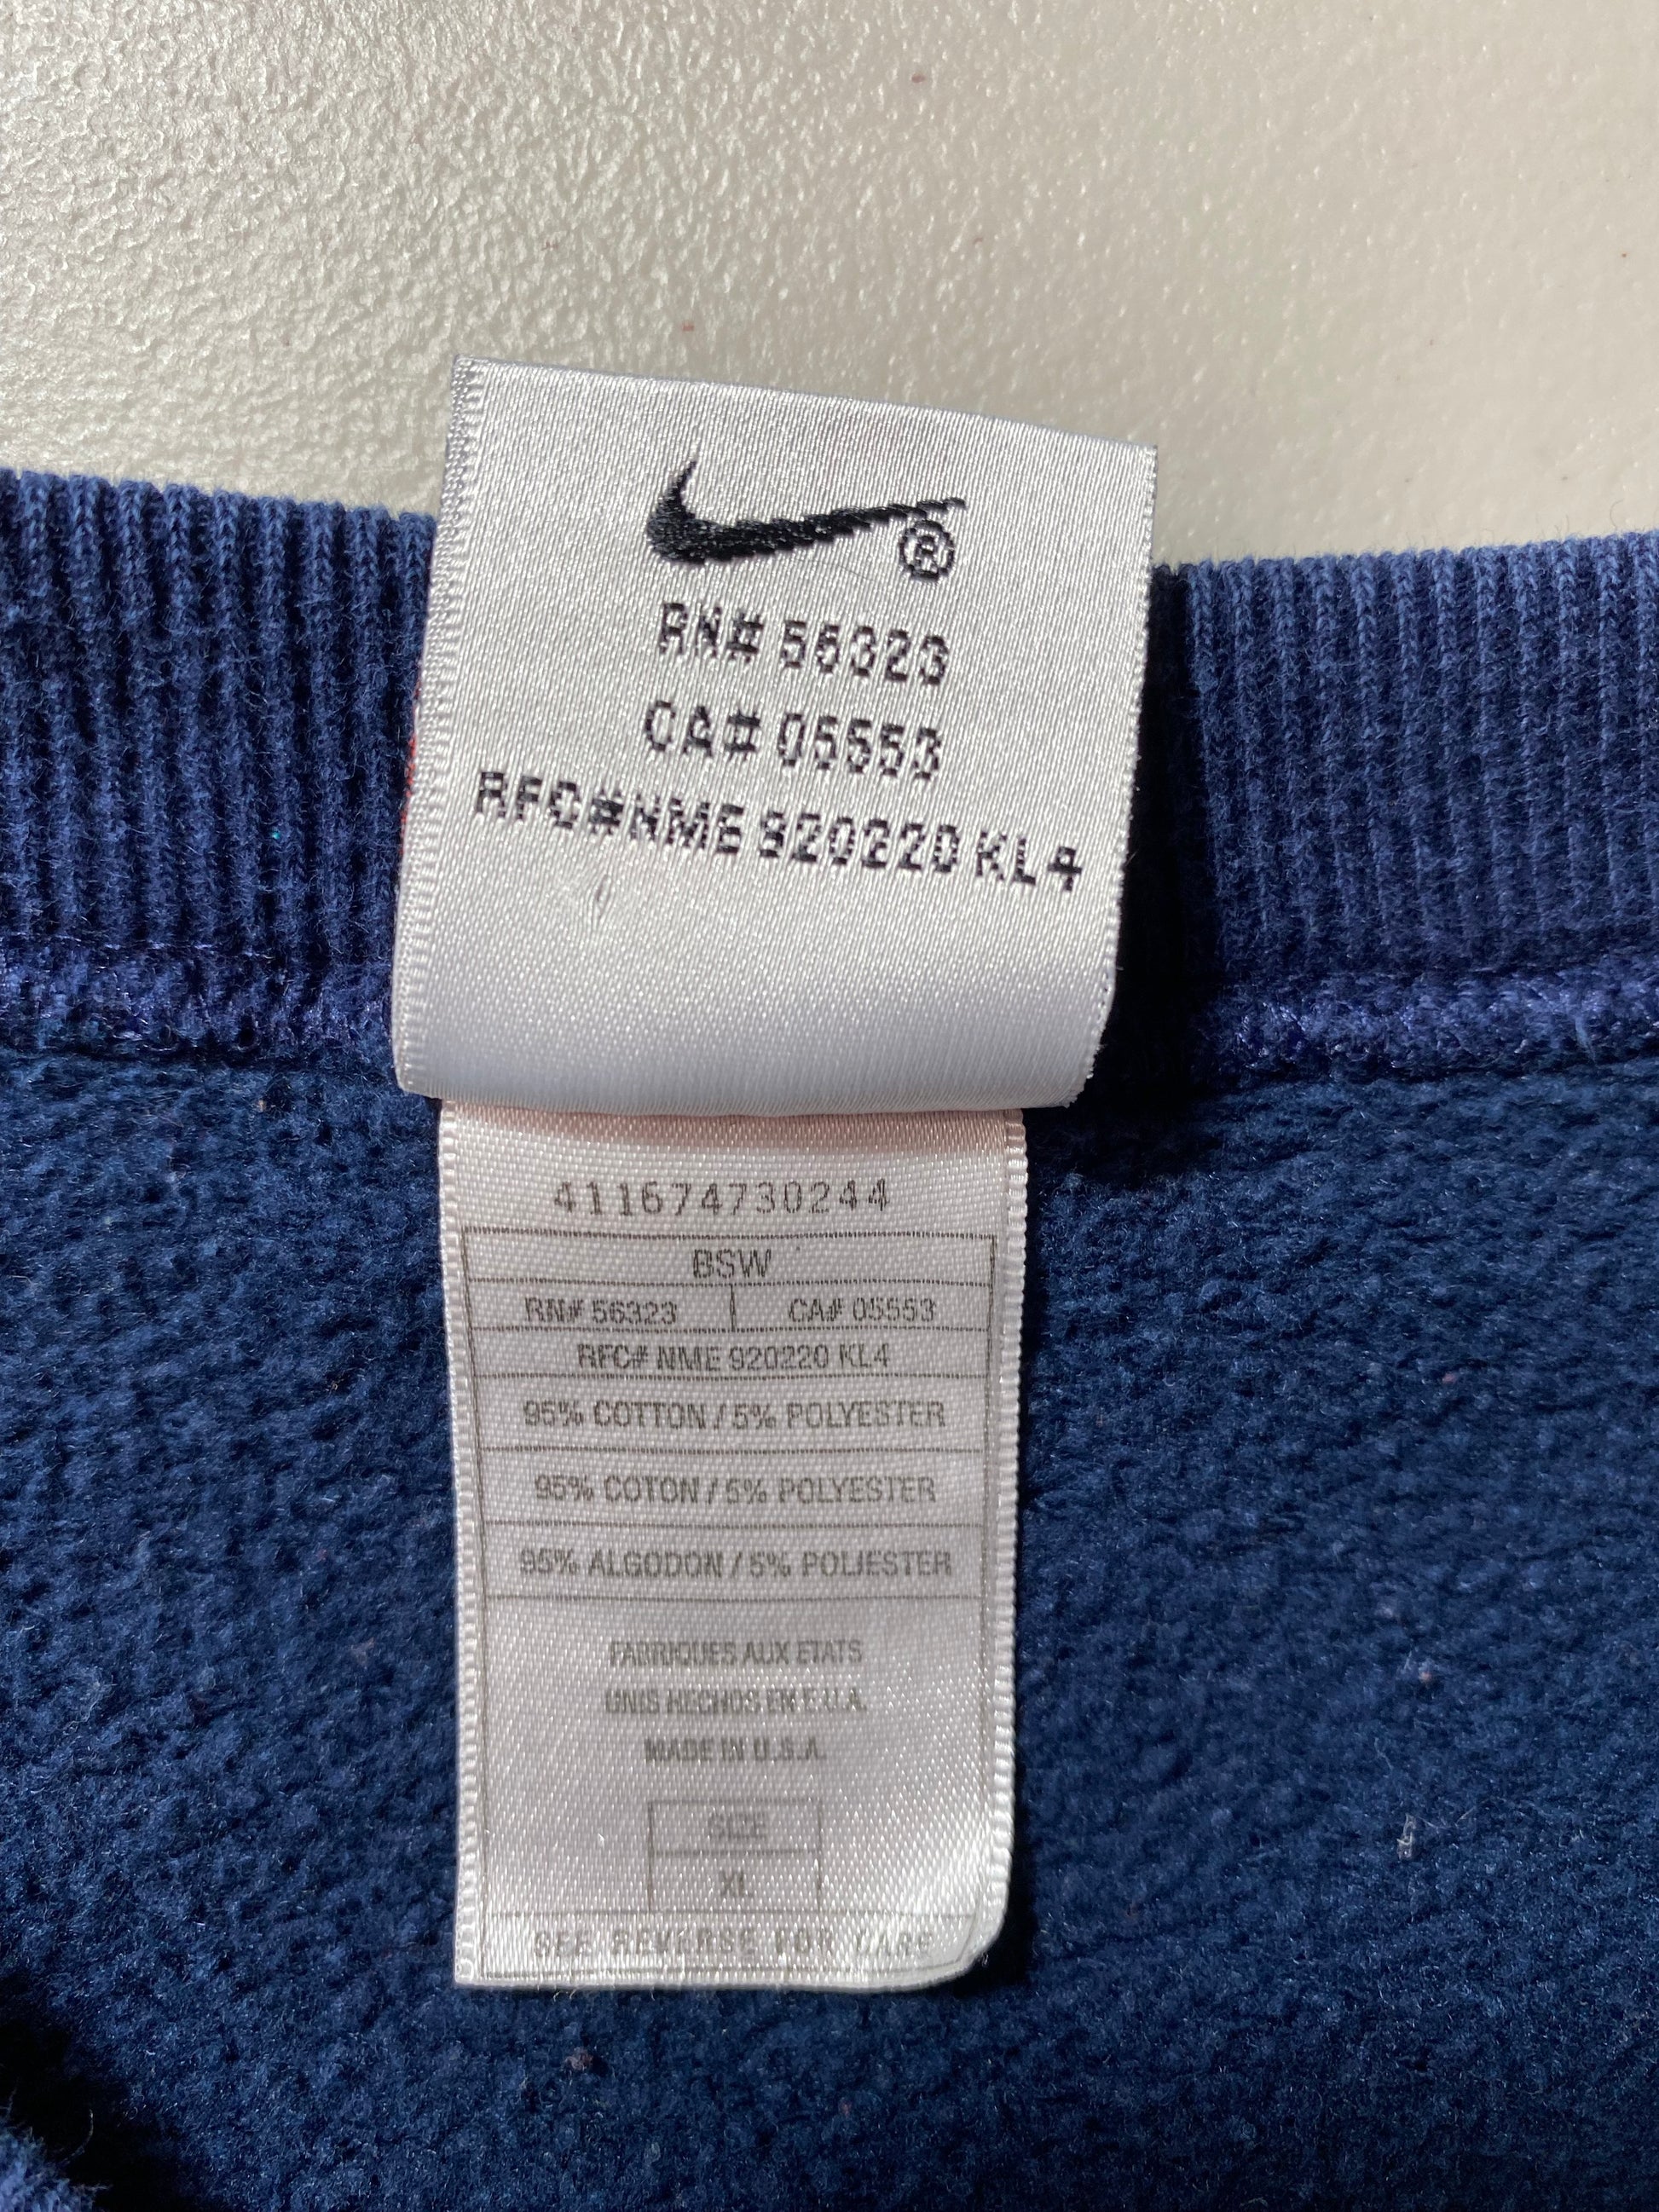 ®
RN# 56323
CA# 05553
RFC#NME 920220 KL4
411674730244
BSW
RN# 56323 | CA# 05553
RFC# NME 920220 KL4
95% COTTON / 5% POLYESTER
95% COTON / 5% POLYESTER
95% ALGODON / 5% POLIESTER
FABRIQUES AUX ETATS
UNIS HECHOS EN E.U.A.
MADE IN U.S.A.
SIZE
XL
SEE REVERSE FOR CARE